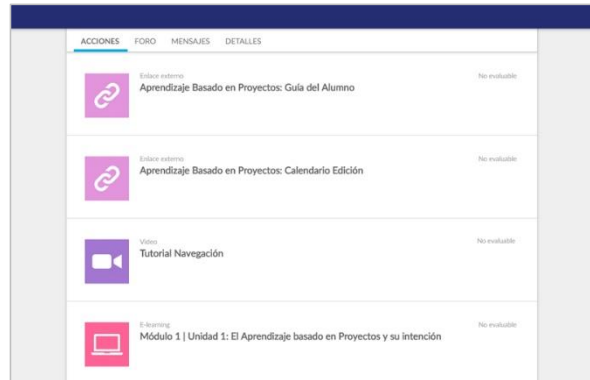 ACCIONES FORO MENSAJES DETALLES
Enlace externo
No evaluable
Aprendizaje Basado en Proyectos: Guía del Alumno
Enlace externo
No evaluable
Aprendizaje Basado en Proyectos: Calendario Edición
Video
No evaluable
Tutorial Navegación
E-learning
No evaluable
Módulo 1 | Unidad 1: El Aprendizaje basado en Proyectos y su intención